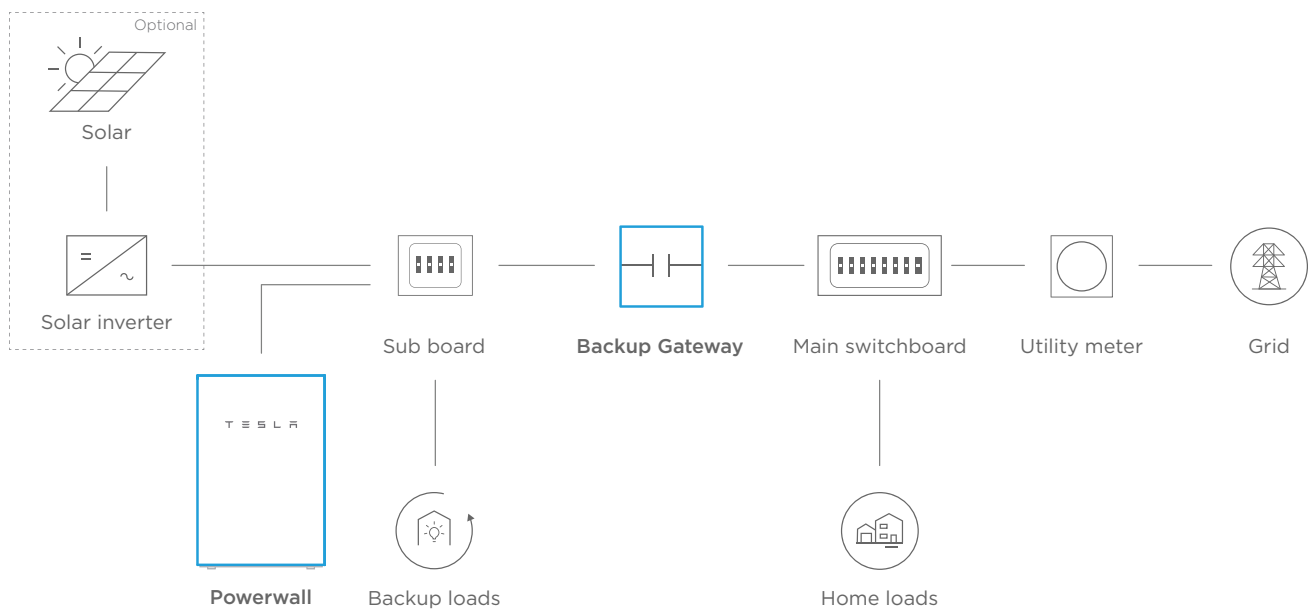 Optional
Solar
Solar inverter
Sub board
Backup Gateway
Main switchboard
Utility meter
Grid
TESLA
Powerwall
Backup loads
Home loads